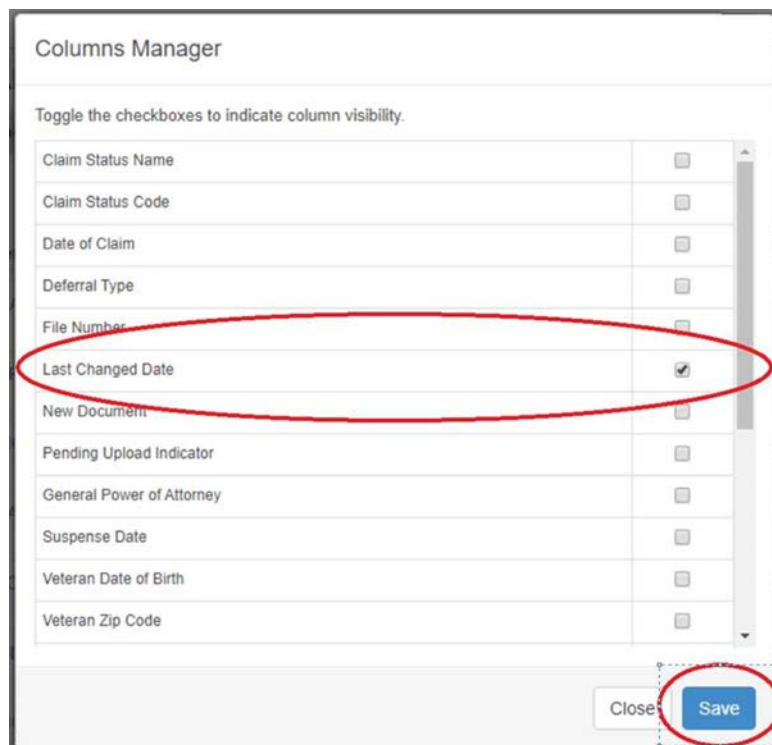 Columns Manager
Toggle the checkboxes to indicate column visibility.
Claim Status Name
Claim Status Code
Date of Claim
Deferral Type
File Number
Last Changed Date
New Document
Pending Upload Indicator
General Power of Attorney
Suspense Date
Veteran Date of Birth
Veteran Zip Code
Close Save